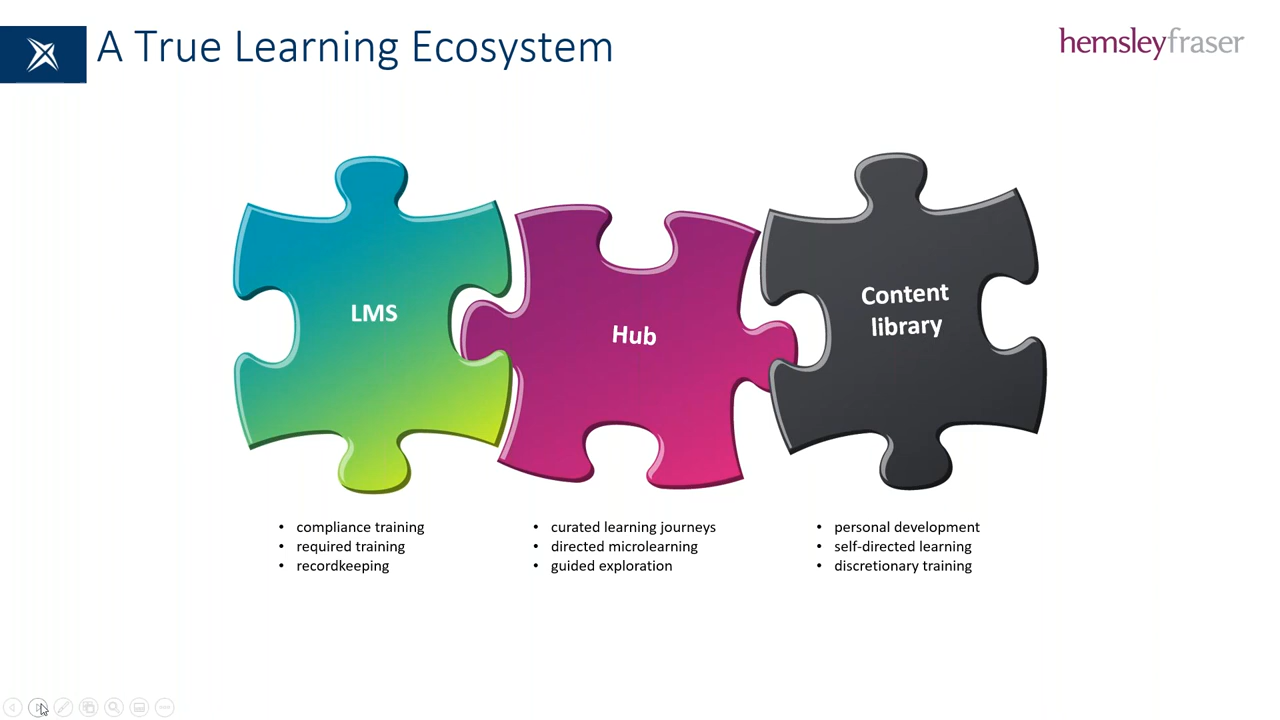 A True Learning Ecosystem
hemsleyfraser
LMS
Hub
Content
library
• compliance training
• required training
• recordkeeping
• curated learning journeys
• directed microlearning
• guided exploration
• personal development
• self-directed learning
• discretionary training